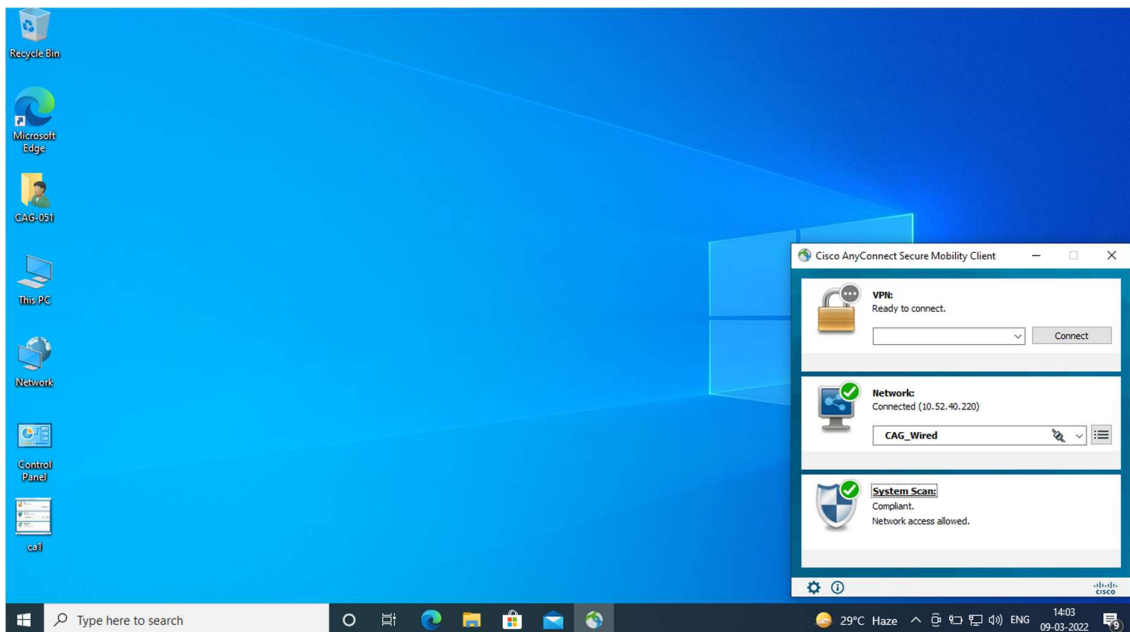 Recycle Bin
Microsoft
Edge
CAG-051
This PC
Network
Control
Panel
ca1
Cisco AnyConnect Secure Mobility Client
VPN:
Ready to connect.
Connect
Network:
Connected (10.52.40.220)
CAG_Wired
System Scan:
Compliant.
Network access allowed.
CISCO
Type here to search
29°C Haze
ENG
14:03
09-03-2022
9